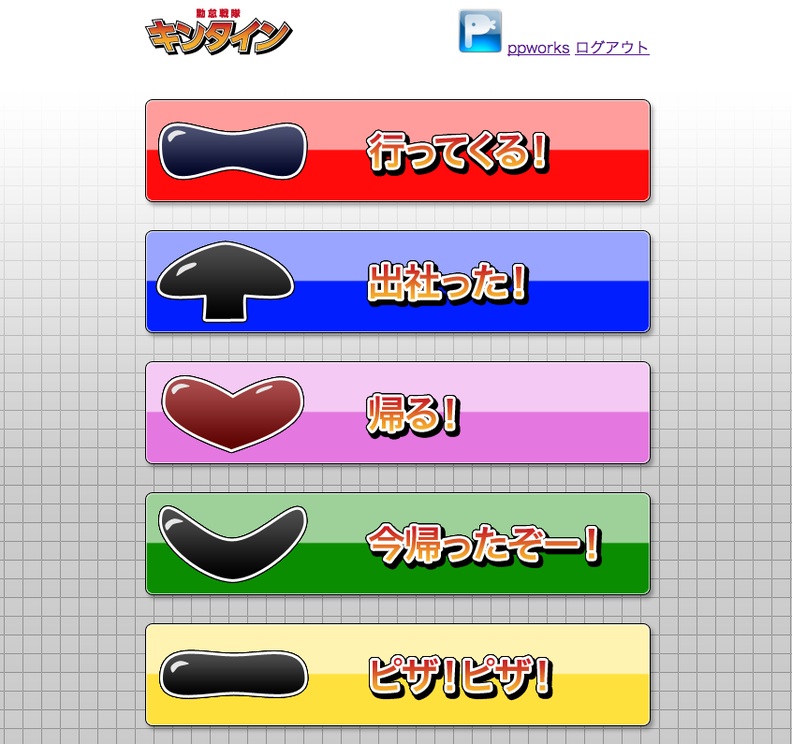 勤怠戦隊
キンタイン
ppworks ログアウト
行ってくる！
出社った！
帰る！
今帰ったぞー！
ピザ！ピザ！